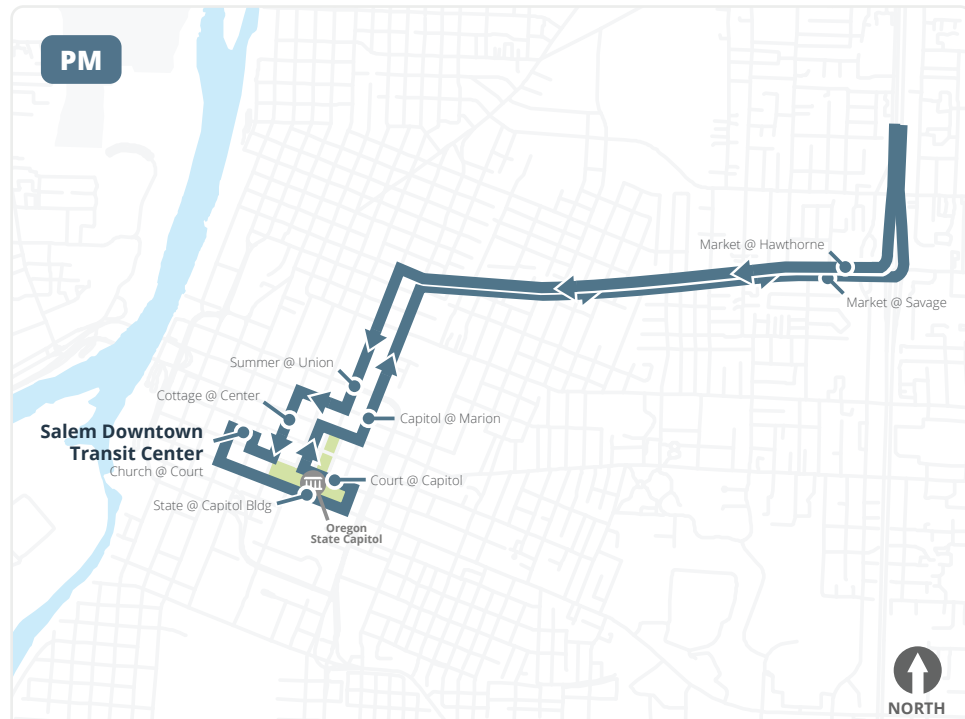 PM
Market @ Hawthorne
Market @ Savage
Summer @ Union
Cottage @ Center
Capitol @ Marion
Salem Downtown
Transit Center
Church @ Court
Court @ Capitol
State @ Capitol Bldg
Oregon
State Capitol
NORTH